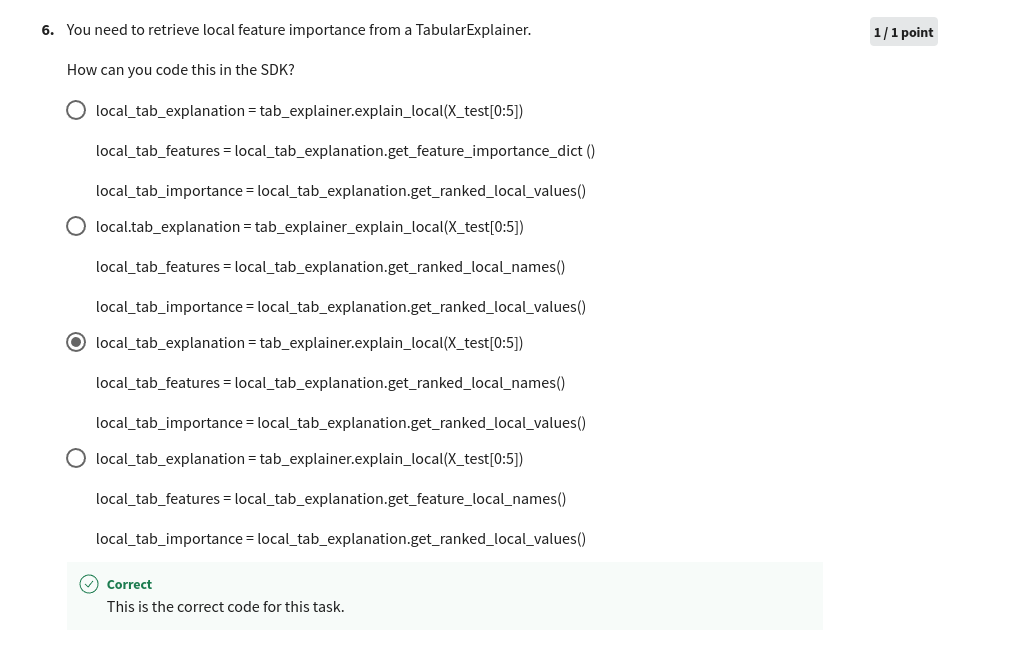 6. You need to retrieve local feature importance from a TabularExplainer.
1 / 1 point
How can you code this in the SDK?
local_tab_explanation = tab_explainer.explain_local(X_test[0:5])
local_tab_features = local_tab_explanation.get_feature_importance_dict ()
local_tab_importance = local_tab_explanation.get_ranked_local_values()
local.tab_explanation = tab_explainer_explain_local(X_test[0:5])
local_tab_features = local_tab_explanation.get_ranked_local_names()
local_tab_importance = local_tab_explanation.get_ranked_local_values()
local_tab_explanation = tab_explainer.explain_local(X_test[0:5])
local_tab_features = local_tab_explanation.get_ranked_local_names()
local_tab_importance = local_tab_explanation.get_ranked_local_values()
local_tab_explanation = tab_explainer.explain_local(X_test[0:5])
local_tab_features = local_tab_explanation.get_feature_local_names()
local_tab_importance = local_tab_explanation.get_ranked_local_values()
Correct
This is the correct code for this task.